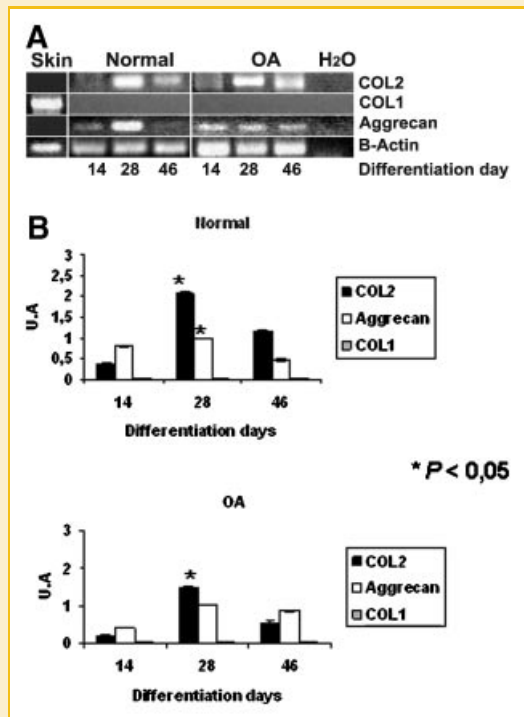 A
Skin Normal OA H2O
COL2
COL1
Aggrecan
B-Actin
14 28 46 14 28 46 Differentiation day
B
Normal
3
2,5
2
1,5
1
0,5
0
U.A
* *
14 28 46
Differentiation days
COL2
Aggrecan
COL1
* P < 0,05
OA
3
2
1
0
U.A
*
14 28 46
Differentiation days
COL2
Aggrecan
COL1